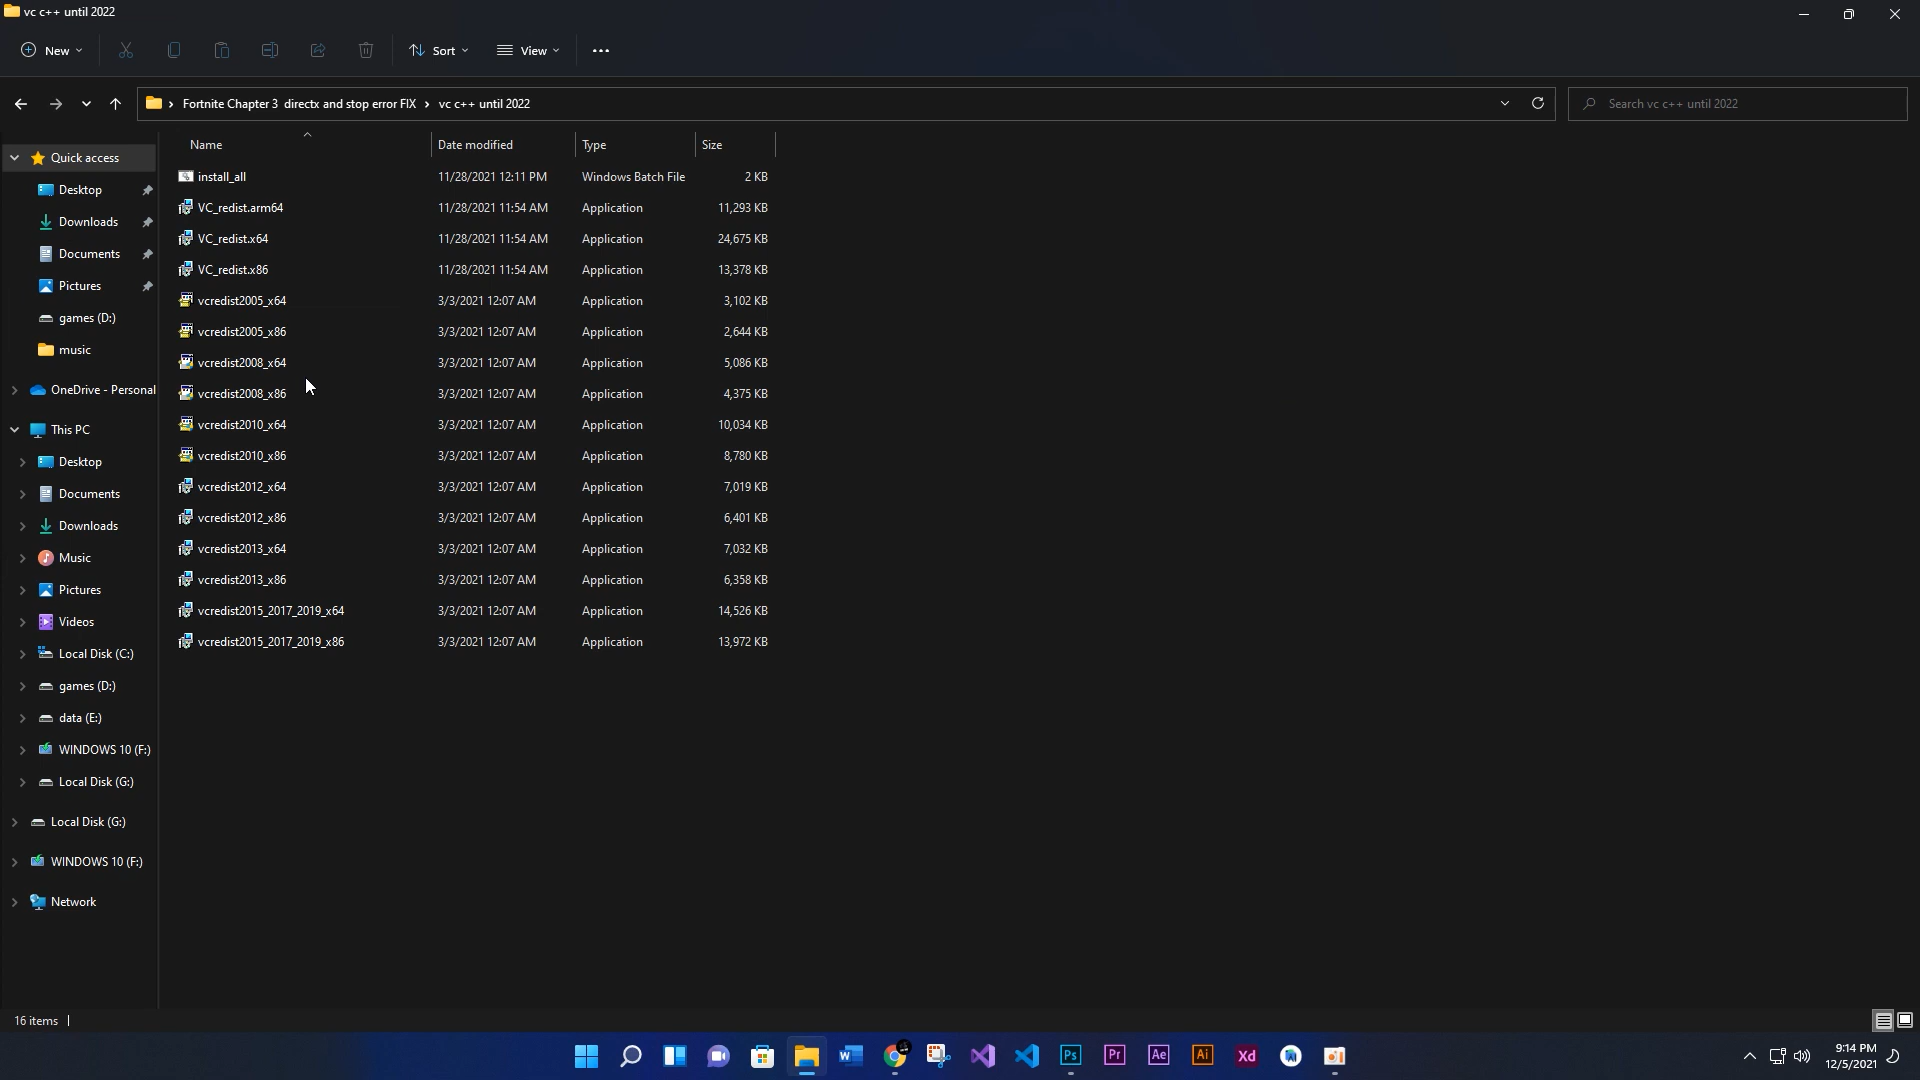 vc c++ until 2022
New
Sort
View
Fortnite Chapter 3 directx and stop error FIX > vc c++ until 2022
Search vc c++ until 2022
Name Date modified Type Size
Quick access
Desktop
Downloads
Documents
Pictures
games (D:)
music
OneDrive - Personal
This PC
Desktop
Documents
Downloads
Music
Pictures
Videos
Local Disk (C:)
games (D:)
data (E:)
WINDOWS 10 (F:)
Local Disk (G:)
Local Disk (G:)
WINDOWS 10 (F:)
Network
install_all 11/28/2021 12:11 PM Windows Batch File 2 KB
VC_redist.arm64 11/28/2021 11:54 AM Application 11,293 KB
VC_redist.x64 11/28/2021 11:54 AM Application 24,675 KB
VC_redist.x86 11/28/2021 11:54 AM Application 13,378 KB
vcredist2005_x64 3/3/2021 12:07 AM Application 3,102 KB
vcredist2005_x86 3/3/2021 12:07 AM Application 2,644 KB
vcredist2008_x64 3/3/2021 12:07 AM Application 5,086 KB
vcredist2008_x86 3/3/2021 12:07 AM Application 4,375 KB
vcredist2010_x64 3/3/2021 12:07 AM Application 10,034 KB
vcredist2010_x86 3/3/2021 12:07 AM Application 8,780 KB
vcredist2012_x64 3/3/2021 12:07 AM Application 7,019 KB
vcredist2012_x86 3/3/2021 12:07 AM Application 6,401 KB
vcredist2013_x64 3/3/2021 12:07 AM Application 7,032 KB
vcredist2013_x86 3/3/2021 12:07 AM Application 6,358 KB
vcredist2015_2017_2019_x64 3/3/2021 12:07 AM Application 14,526 KB
vcredist2015_2017_2019_x86 3/3/2021 12:07 AM Application 13,972 KB
16 items
W Ps Pr Ae Ai Xd
9:14 PM
12/5/2021